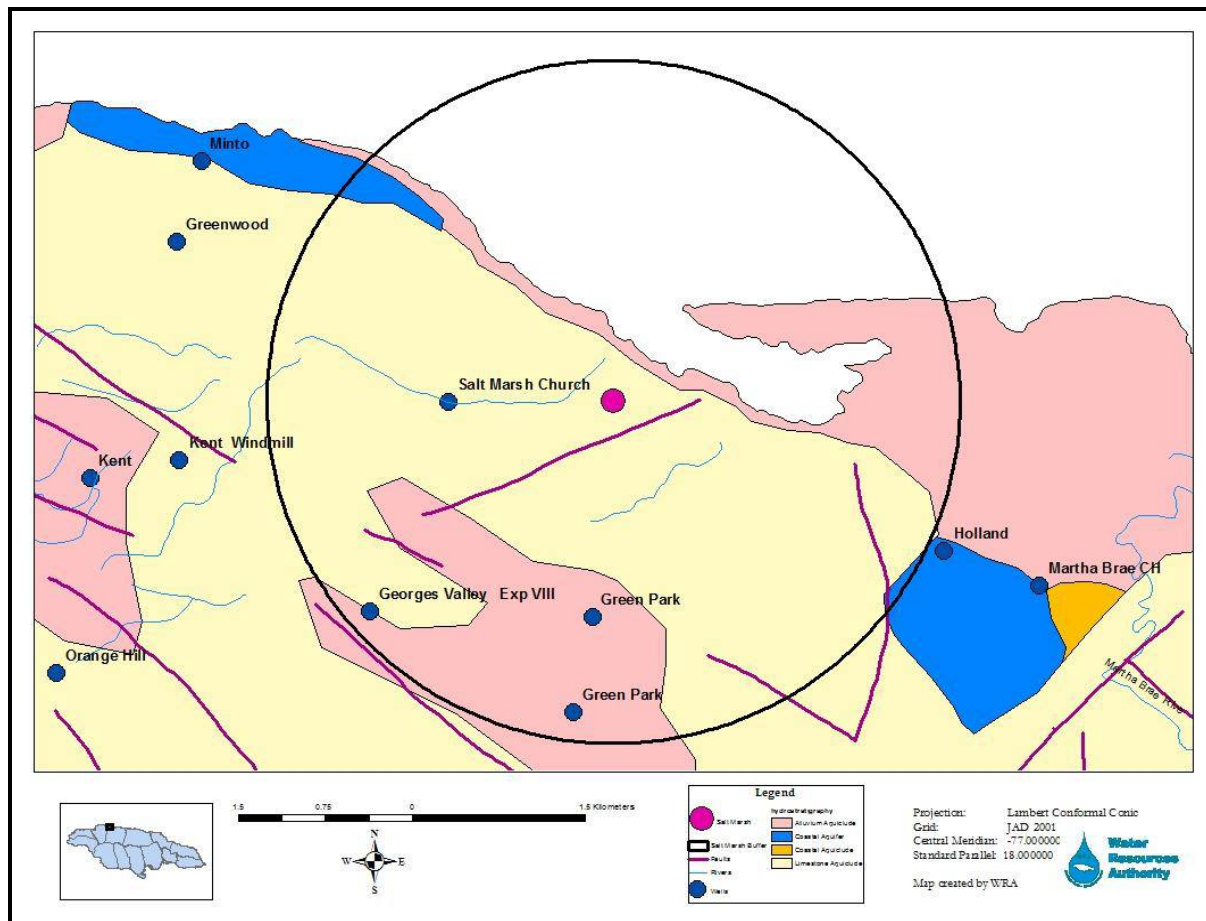 Minto
Greenwood
Salt Marsh Church
Kent Windmill
Kent
Holland
Martha Brae CH
Georges Valley Exp VIII
Green Park
Orange Hill
Green Park
Martha Brae River
1.5 0.75 0 1.5 Kilometers
N
W E
S
Legend
Salt Marsh
Salt Marsh Buffer
Faults
Rivers
Wells
hydrostratigraphy
Alluvium Aquiclude
Coastal Aquifer
Coastal Aquiclude
Limestone Aquiclude
Projection: Lambert Conformal Conic
Grid: JAD 2001
Central Meridian: -77.000000
Standard Parallel: 18.000000
Map created by WRA
Water
Resources
Authority